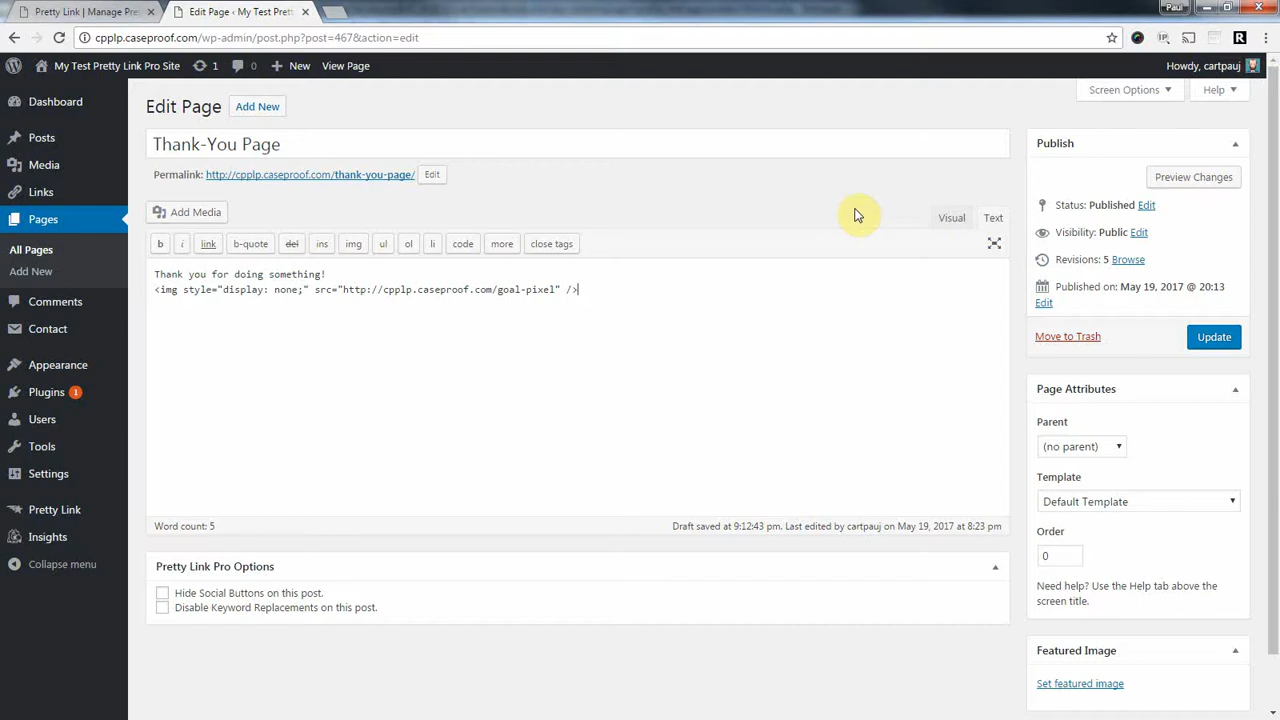 Pretty Link | Manage Pre
Edit Page ‹ My Test Prett
Paul
cpplp.caseproof.com/wp-admin/post.php?post=467&action=edit
My Test Pretty Link Pro Site
1
0
New
View Page
Howdy, cartpauj
Dashboard
Posts
Media
Links
Pages
All Pages
Add New
Comments
Contact
Appearance
Plugins 1
Users
Tools
Settings
Pretty Link
Insights
Collapse menu
Screen Options
Help
Edit Page
Add New
Thank-You Page
Permalink: http://cpplp.caseproof.com/thank-you-page/ Edit
Add Media
Visual
Text
b
i
link
b-quote
del
ins
img
ul
ol
li
code
more
close tags
Thank you for doing something!
<img style="display: none;" src="http://cpplp.caseproof.com/goal-pixel" />
Word count: 5
Draft saved at 9:12:43 pm. Last edited by cartpauj on May 19, 2017 at 8:23 pm
Pretty Link Pro Options
Hide Social Buttons on this post.
Disable Keyword Replacements on this post.
Publish
Preview Changes
Status: Published Edit
Visibility: Public Edit
Revisions: 5 Browse
Published on: May 19, 2017 @ 20:13
Edit
Move to Trash
Update
Page Attributes
Parent
(no parent)
Template
Default Template
Order
0
Need help? Use the Help tab above the
screen title.
Featured Image
Set featured image